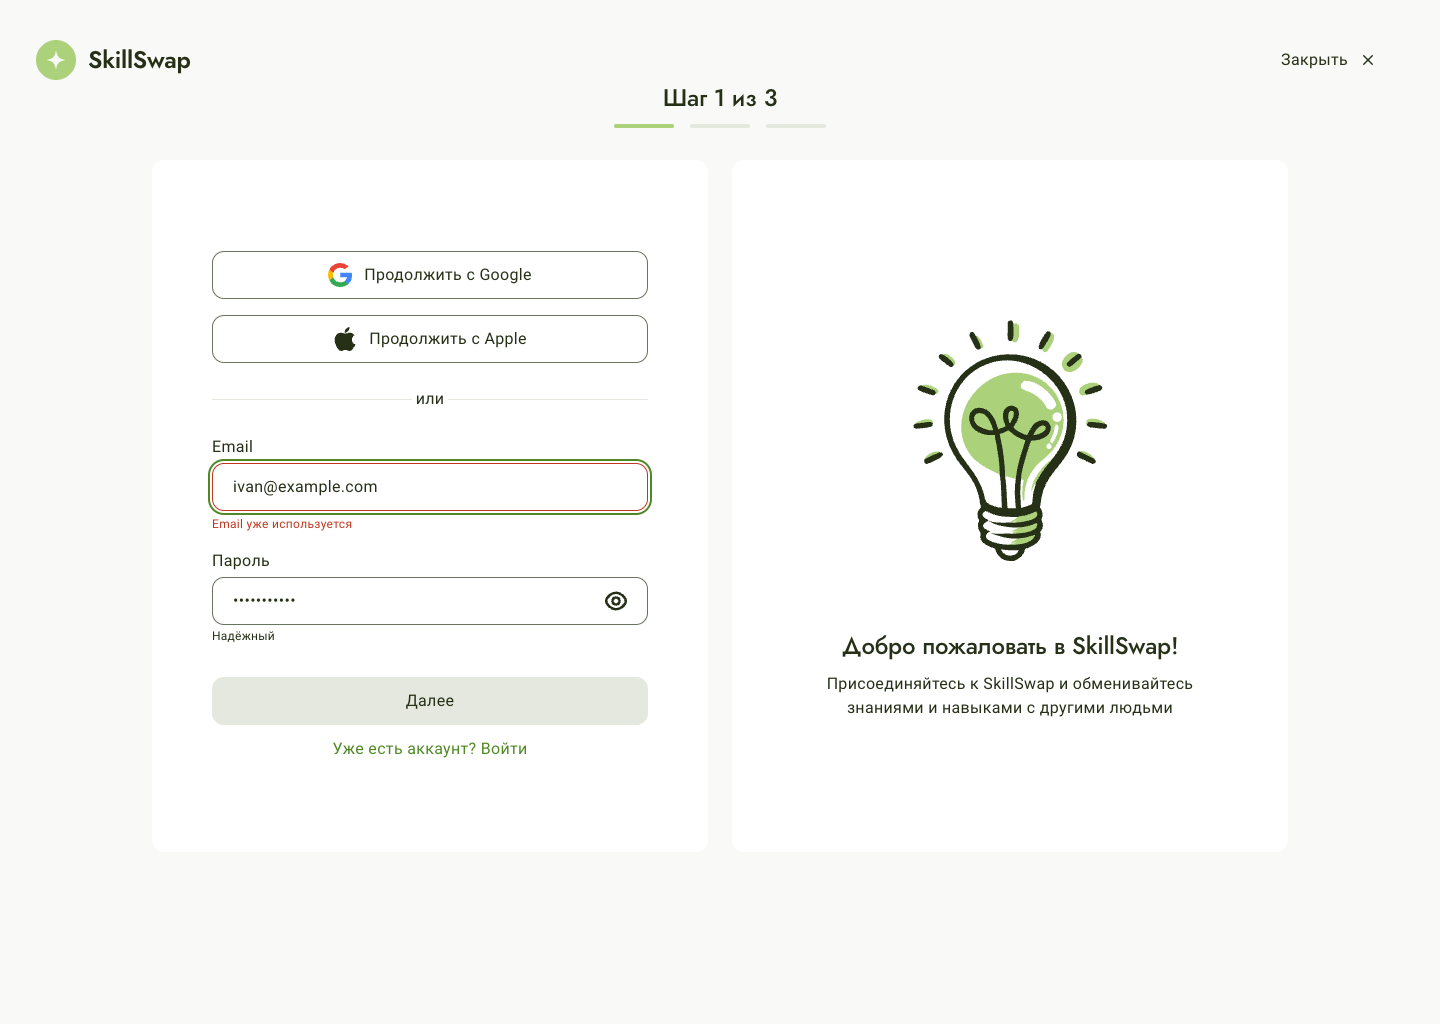 SkillSwap
Закрыть
Шаг 1 из 3
Продолжить с Google
Продолжить с Apple
или
Email
ivan@example.com
Email уже используется
Пароль
•••••••••••
Надёжный
Далее
Уже есть аккаунт? Войти
Добро пожаловать в SkillSwap!
Присоединяйтесь к SkillSwap и обменивайтесь
знаниями и навыками с другими людьми